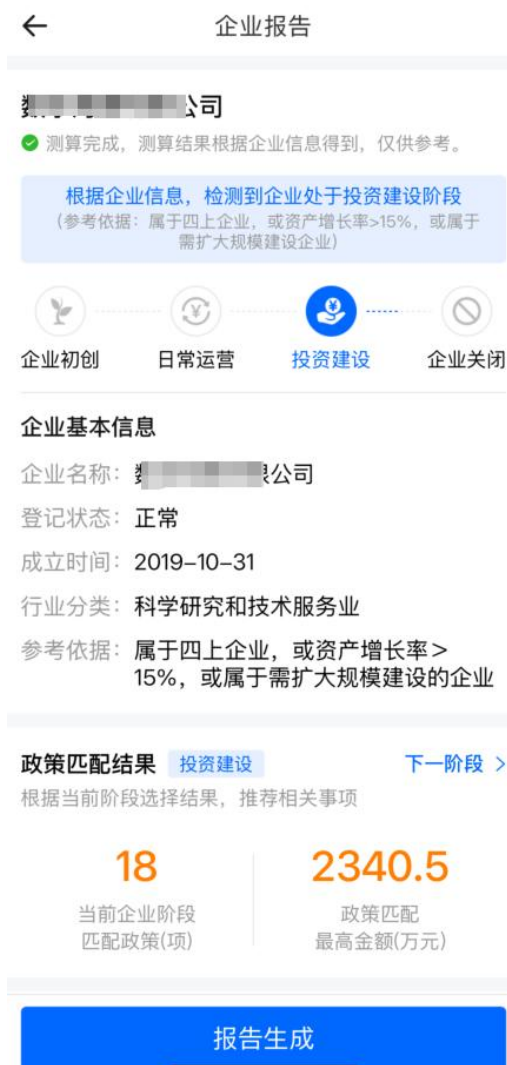 企业报告
数
公司
测算完成，测算结果根据企业信息得到，仅供参考。
根据企业信息，检测到企业处于投资建设阶段
（参考依据：属于四上企业，或资产增长率>15%，或属于
需扩大规模建设企业）
企业初创 日常运营 投资建设 企业关闭
企业基本信息
企业名称： 限公司
登记状态：正常
成立时间：2019-10-31
行业分类：科学研究和技术服务业
参考依据：属于四上企业，或资产增长率＞
15%，或属于需扩大规模建设的企业
政策匹配结果 投资建设 下一阶段 >
根据当前阶段选择结果，推荐相关事项
18 2340.5
当前企业阶段 政策匹配
匹配政策(项) 最高金额(万元)
报告生成